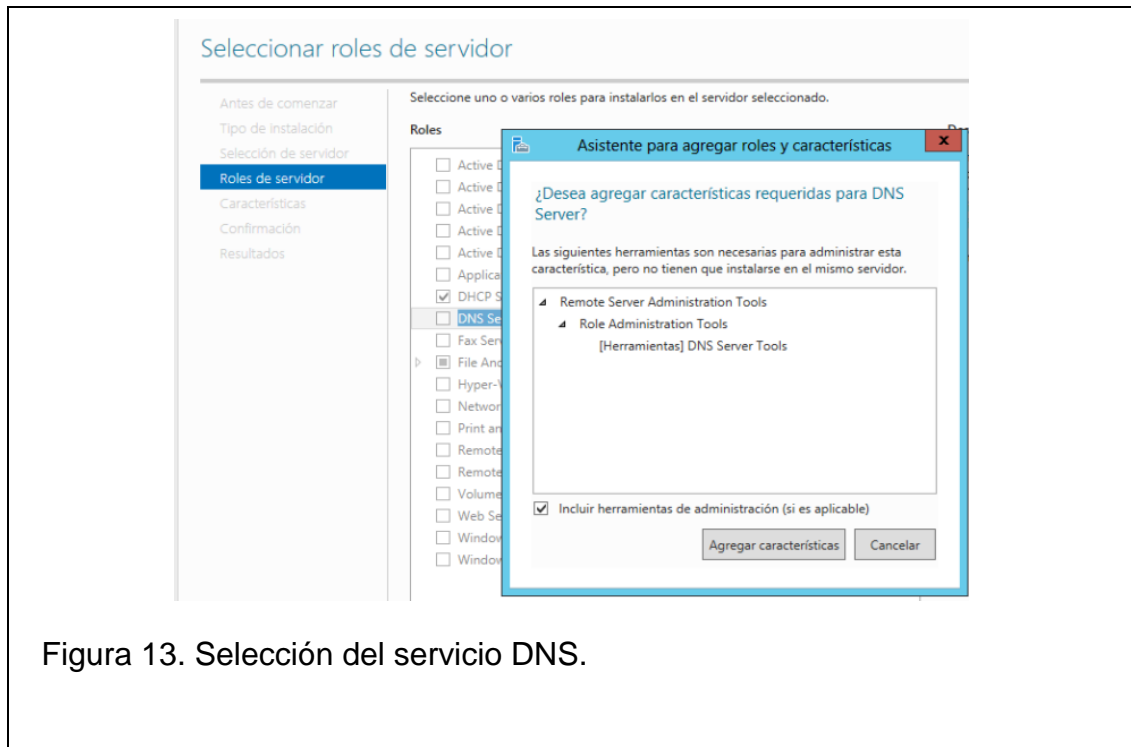 Seleccionar roles de servidor
Antes de comenzar
Tipo de instalación
Selección de servidor
Roles de servidor
Características
Confirmación
Resultados
Seleccione uno o varios roles para instalarlos en el servidor seleccionado.
Roles
Active D
Active D
Active D
Active D
Active D
Applica
DHCP S
DNS Se
Fax Serv
File And
Hyper-V
Networ
Print an
Remote
Remote
Volume
Web Se
Window
Window
Asistente para agregar roles y características
x
¿Desea agregar características requeridas para DNS
Server?
Las siguientes herramientas son necesarias para administrar esta
característica, pero no tienen que instalarse en el mismo servidor.
Remote Server Administration Tools
Role Administration Tools
[Herramientas] DNS Server Tools
Incluir herramientas de administración (si es aplicable)
Agregar características
Cancelar
Figura 13. Selección del servicio DNS.